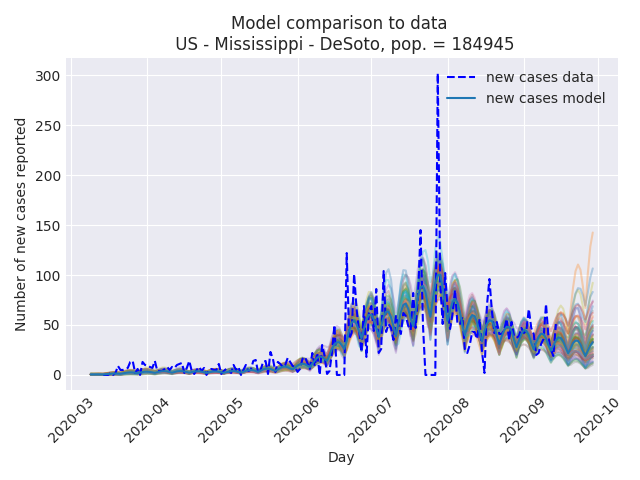 Model comparison to data
US - Mississippi - DeSoto, pop. = 184945
new cases data
new cases model
Number of new cases reported
300
250
200
150
100
50
0
2020-03
2020-04
2020-05
2020-06
2020-07
2020-08
2020-09
2020-10
Day